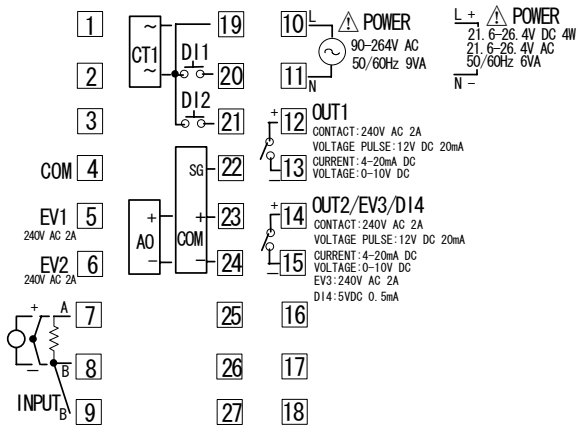 1
2
3
COM 4
EV1 5
240V AC 2A
EV2 6
240V AC 2A
+ A 7
- B 8
INPUT B 9
~ CT1 ~
19
DI1
20
DI2
21
SG 22
+ + 23
AO COM
- - 24
25
26
27
10 L ⚠ POWER
90-264V AC
50/60Hz 9VA
11 N
L + ⚠ POWER
21.6-26.4V DC 4W
21.6-26.4V AC
50/60Hz 6VA
N -
+ 12 OUT1
CONTACT:240V AC 2A
VOLTAGE PULSE:12V DC 20mA
- 13 CURRENT:4-20mA DC
VOLTAGE:0-10V DC
+ 14 OUT2/EV3/DI4
CONTACT:240V AC 2A
VOLTAGE PULSE:12V DC 20mA
- 15 CURRENT:4-20mA DC
VOLTAGE:0-10V DC
EV3:240V AC 2A
DI4:5VDC 0.5mA
16
17
18